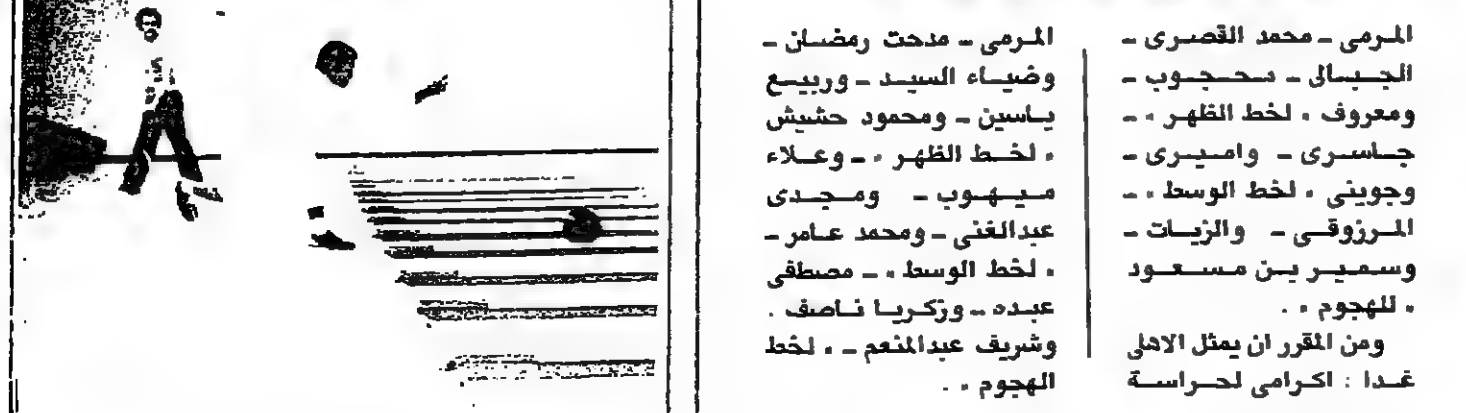 المرمى - محمد القصرى -
الجبالى - محجوب -
ومعروف « لخط الظهر » -
جاسرى - واميرى -
وجوينى « لخط الوسط » -
المرزوقى - والزيات -
وسمير بن مسعود
« للهجوم » .
ومن المقرر ان يمثل الاهلى
غدا : اكرامى لحراسة
المرمى - مدحت رمضان -
وضياء السيد - وربيع
ياسين - ومحمود حشيش
« لخط الظهر » - وعلاء
ميهوب - ومجدى
عبدالغنى - ومحمد عامر -
« لخط الوسط » - مصطفى
عبده - وزكريا ناصف .
وشريف عبدالمنعم - « لخط
الهجوم » .